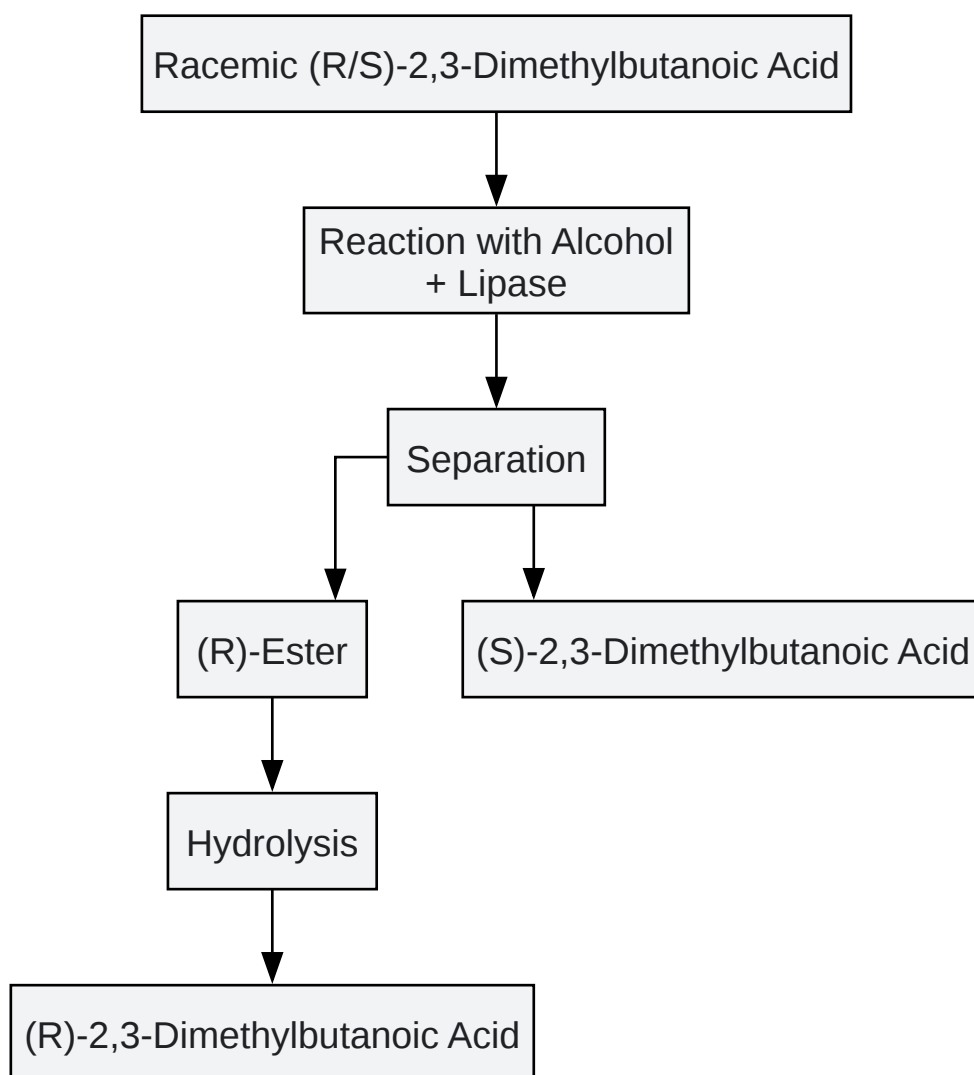 Racemic (R/S)-2,3-Dimethylbutanoic Acid
Reaction with Alcohol
+ Lipase
Separation
(R)-Ester
(S)-2,3-Dimethylbutanoic Acid
Hydrolysis
(R)-2,3-Dimethylbutanoic Acid